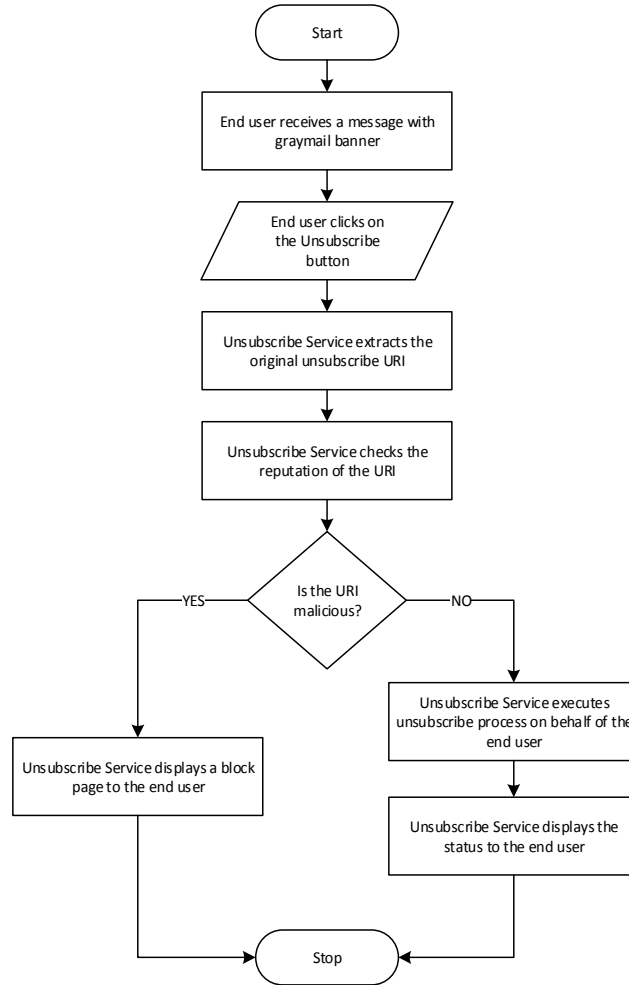 Start
End user receives a message with
graymail banner
End user clicks on
the Unsubscribe
button
Unsubscribe Service extracts the
original unsubscribe URI
Unsubscribe Service checks the
reputation of the URI
Is the URI
malicious?
YES
NO
Unsubscribe Service executes
unsubscribe process on behalf of the
end user
Unsubscribe Service displays a block
page to the end user
Unsubscribe Service displays the
status to the end user
Stop